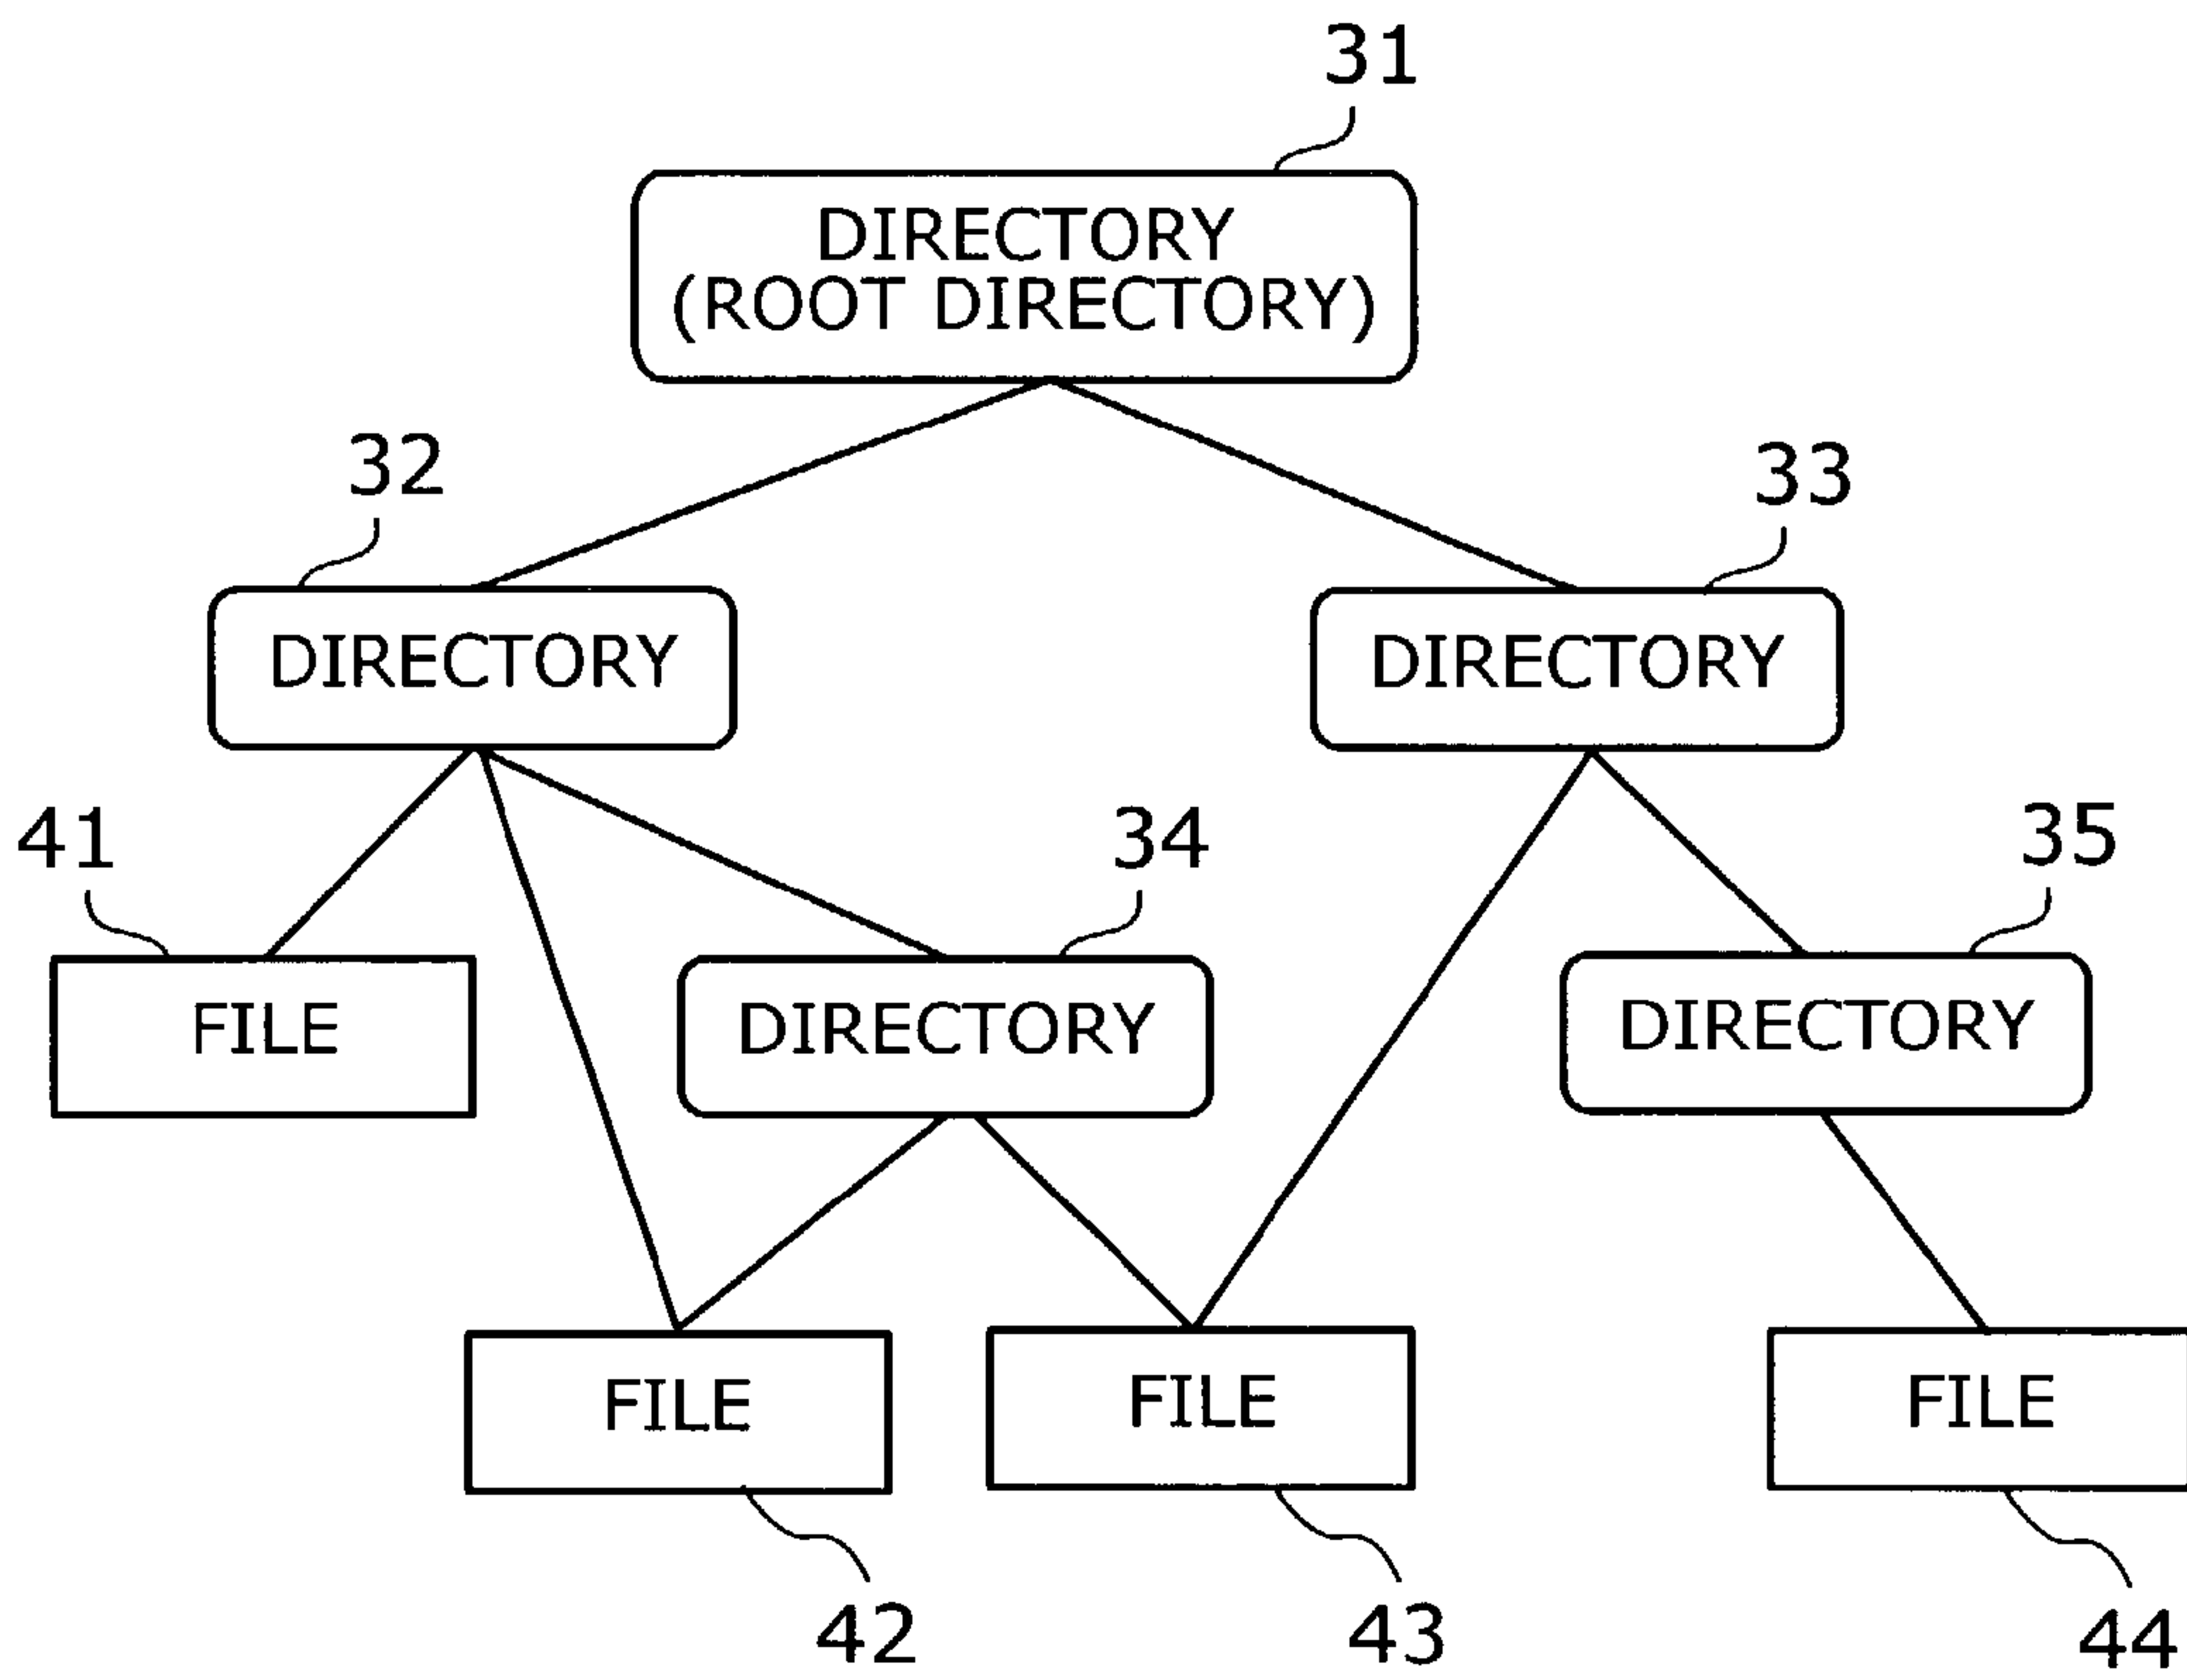 31
DIRECTORY
(ROOT DIRECTORY)
32
33
DIRECTORY
DIRECTORY
41
34
35
FILE
DIRECTORY
DIRECTORY
FILE
FILE
FILE
42
43
44